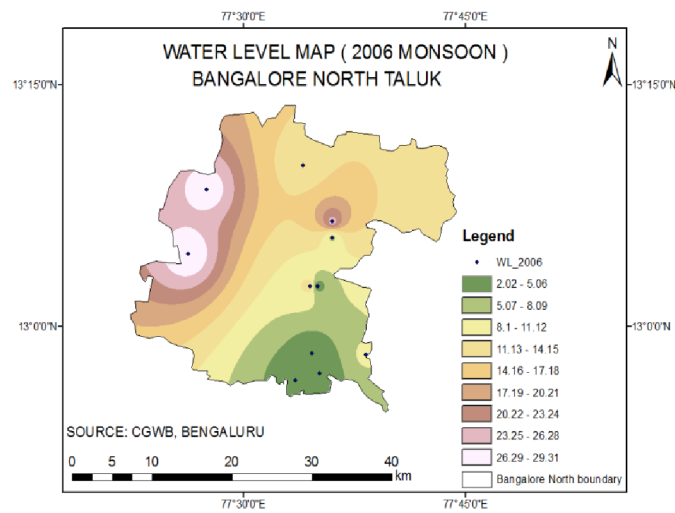 77°30'0"E 77°45'0"E
WATER LEVEL MAP ( 2006 MONSOON )
BANGALORE NORTH TALUK
N
13°15'0"N 13°15'0"N
Legend
WL_2006
2.02 - 5.06
5.07 - 8.09
8.1 - 11.12
11.13 - 14.15
14.16 - 17.18
17.19 - 20.21
20.22 - 23.24
23.25 - 26.28
26.29 - 29.31
Bangalore North boundary
13°0'0"N 13°0'0"N
SOURCE: CGWB, BENGALURU
0 5 10 20 30 40
km
77°30'0"E 77°45'0"E